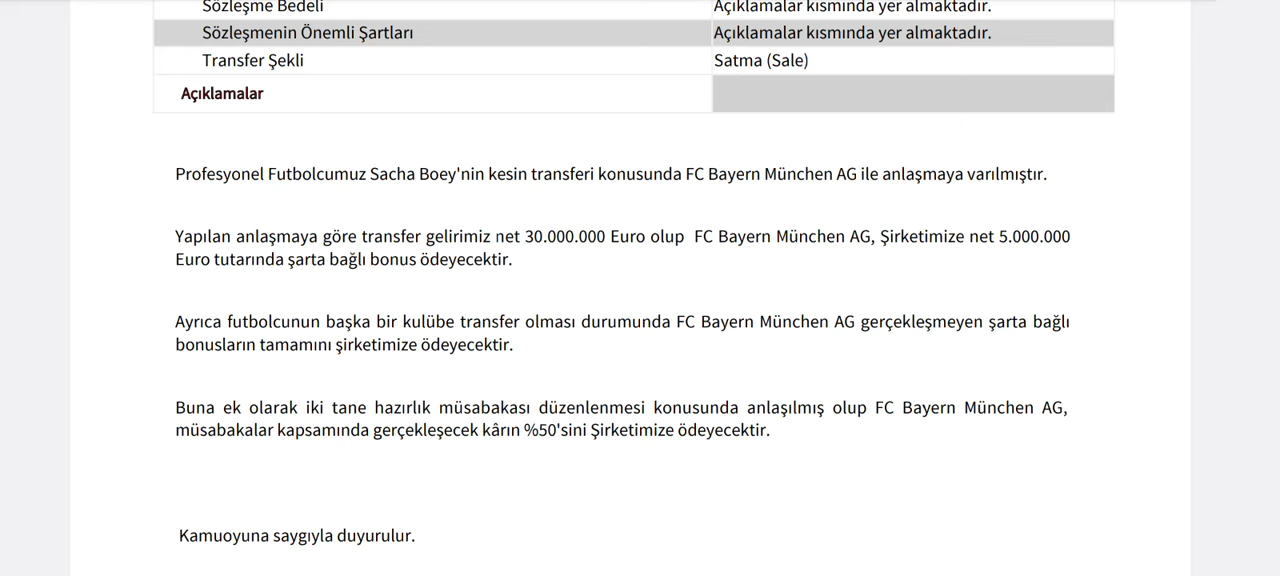 Sözleşme Bedeli Açıklamalar kısmında yer almaktadır.
Sözleşmenin Önemli Şartları Açıklamalar kısmında yer almaktadır.
Transfer Şekli Satma (Sale)
Açıklamalar
Profesyonel Futbolcumuz Sacha Boey'nin kesin transferi konusunda FC Bayern München AG ile anlaşmaya varılmıştır.
Yapılan anlaşmaya göre transfer gelirimiz net 30.000.000 Euro olup FC Bayern München AG, Şirketimize net 5.000.000
Euro tutarında şarta bağlı bonus ödeyecektir.
Ayrıca futbolcunun başka bir kulübe transfer olması durumunda FC Bayern München AG gerçekleşmeyen şarta bağlı
bonusların tamamını şirketimize ödeyecektir.
Buna ek olarak iki tane hazırlık müsabakası düzenlenmesi konusunda anlaşılmış olup FC Bayern München AG,
müsabakalar kapsamında gerçekleşecek kârın %50'sini Şirketimize ödeyecektir.
Kamuoyuna saygıyla duyurulur.